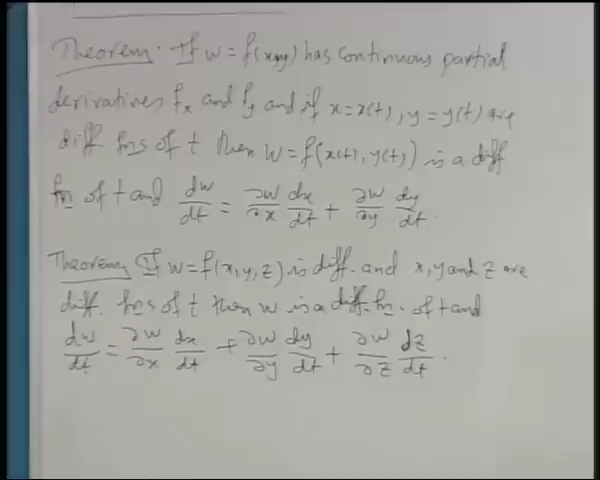 Theorem. If w = f(x,y) has continuous partial
derivatives fx and fy and if x = x(t), y = y(t) are
diff fns of t then w = f(x(t), y(t)) is a diff
fn of t and dw/dt = ∂w/∂x dx/dt + ∂w/∂y dy/dt.
Theorem If w = f(x, y, z) is diff. and x, y and z are
diff. fns of t then w is a diff. fn. of t and
dw/dt = ∂w/∂x dx/dt + ∂w/∂y dy/dt + ∂w/∂z dz/dt.